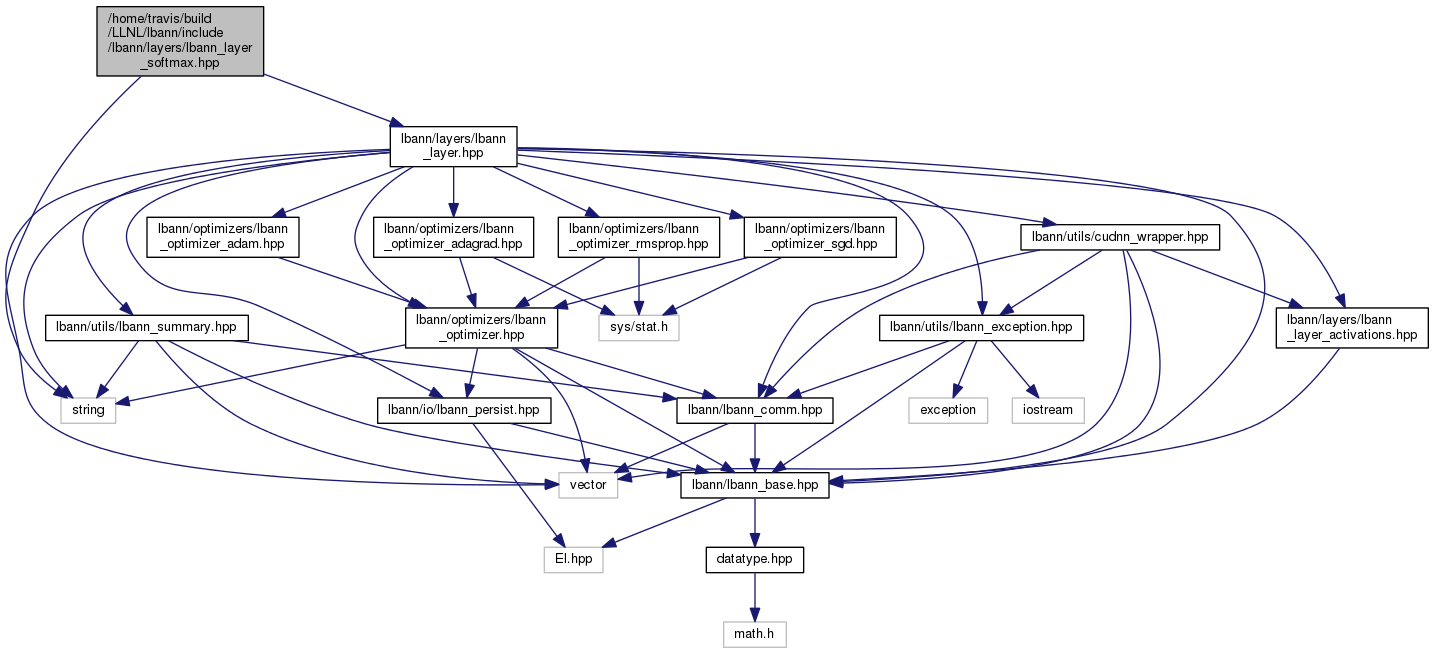 /home/travis/build
/LLNL/lbann/include
/lbann/layers/lbann_layer
_softmax.hpp
lbann/layers/lbann
_layer.hpp
lbann/optimizers/lbann
_optimizer_adam.hpp
lbann/optimizers/lbann
_optimizer_adagrad.hpp
lbann/optimizers/lbann
_optimizer_rmsprop.hpp
lbann/optimizers/lbann
_optimizer_sgd.hpp
lbann/utils/cudnn_wrapper.hpp
lbann/utils/lbann_summary.hpp
lbann/optimizers/lbann
_optimizer.hpp
sys/stat.h
lbann/utils/lbann_exception.hpp
lbann/layers/lbann
_layer_activations.hpp
string
lbann/io/lbann_persist.hpp
lbann/lbann_comm.hpp
exception
iostream
vector
lbann/lbann_base.hpp
El.hpp
datatype.hpp
math.h